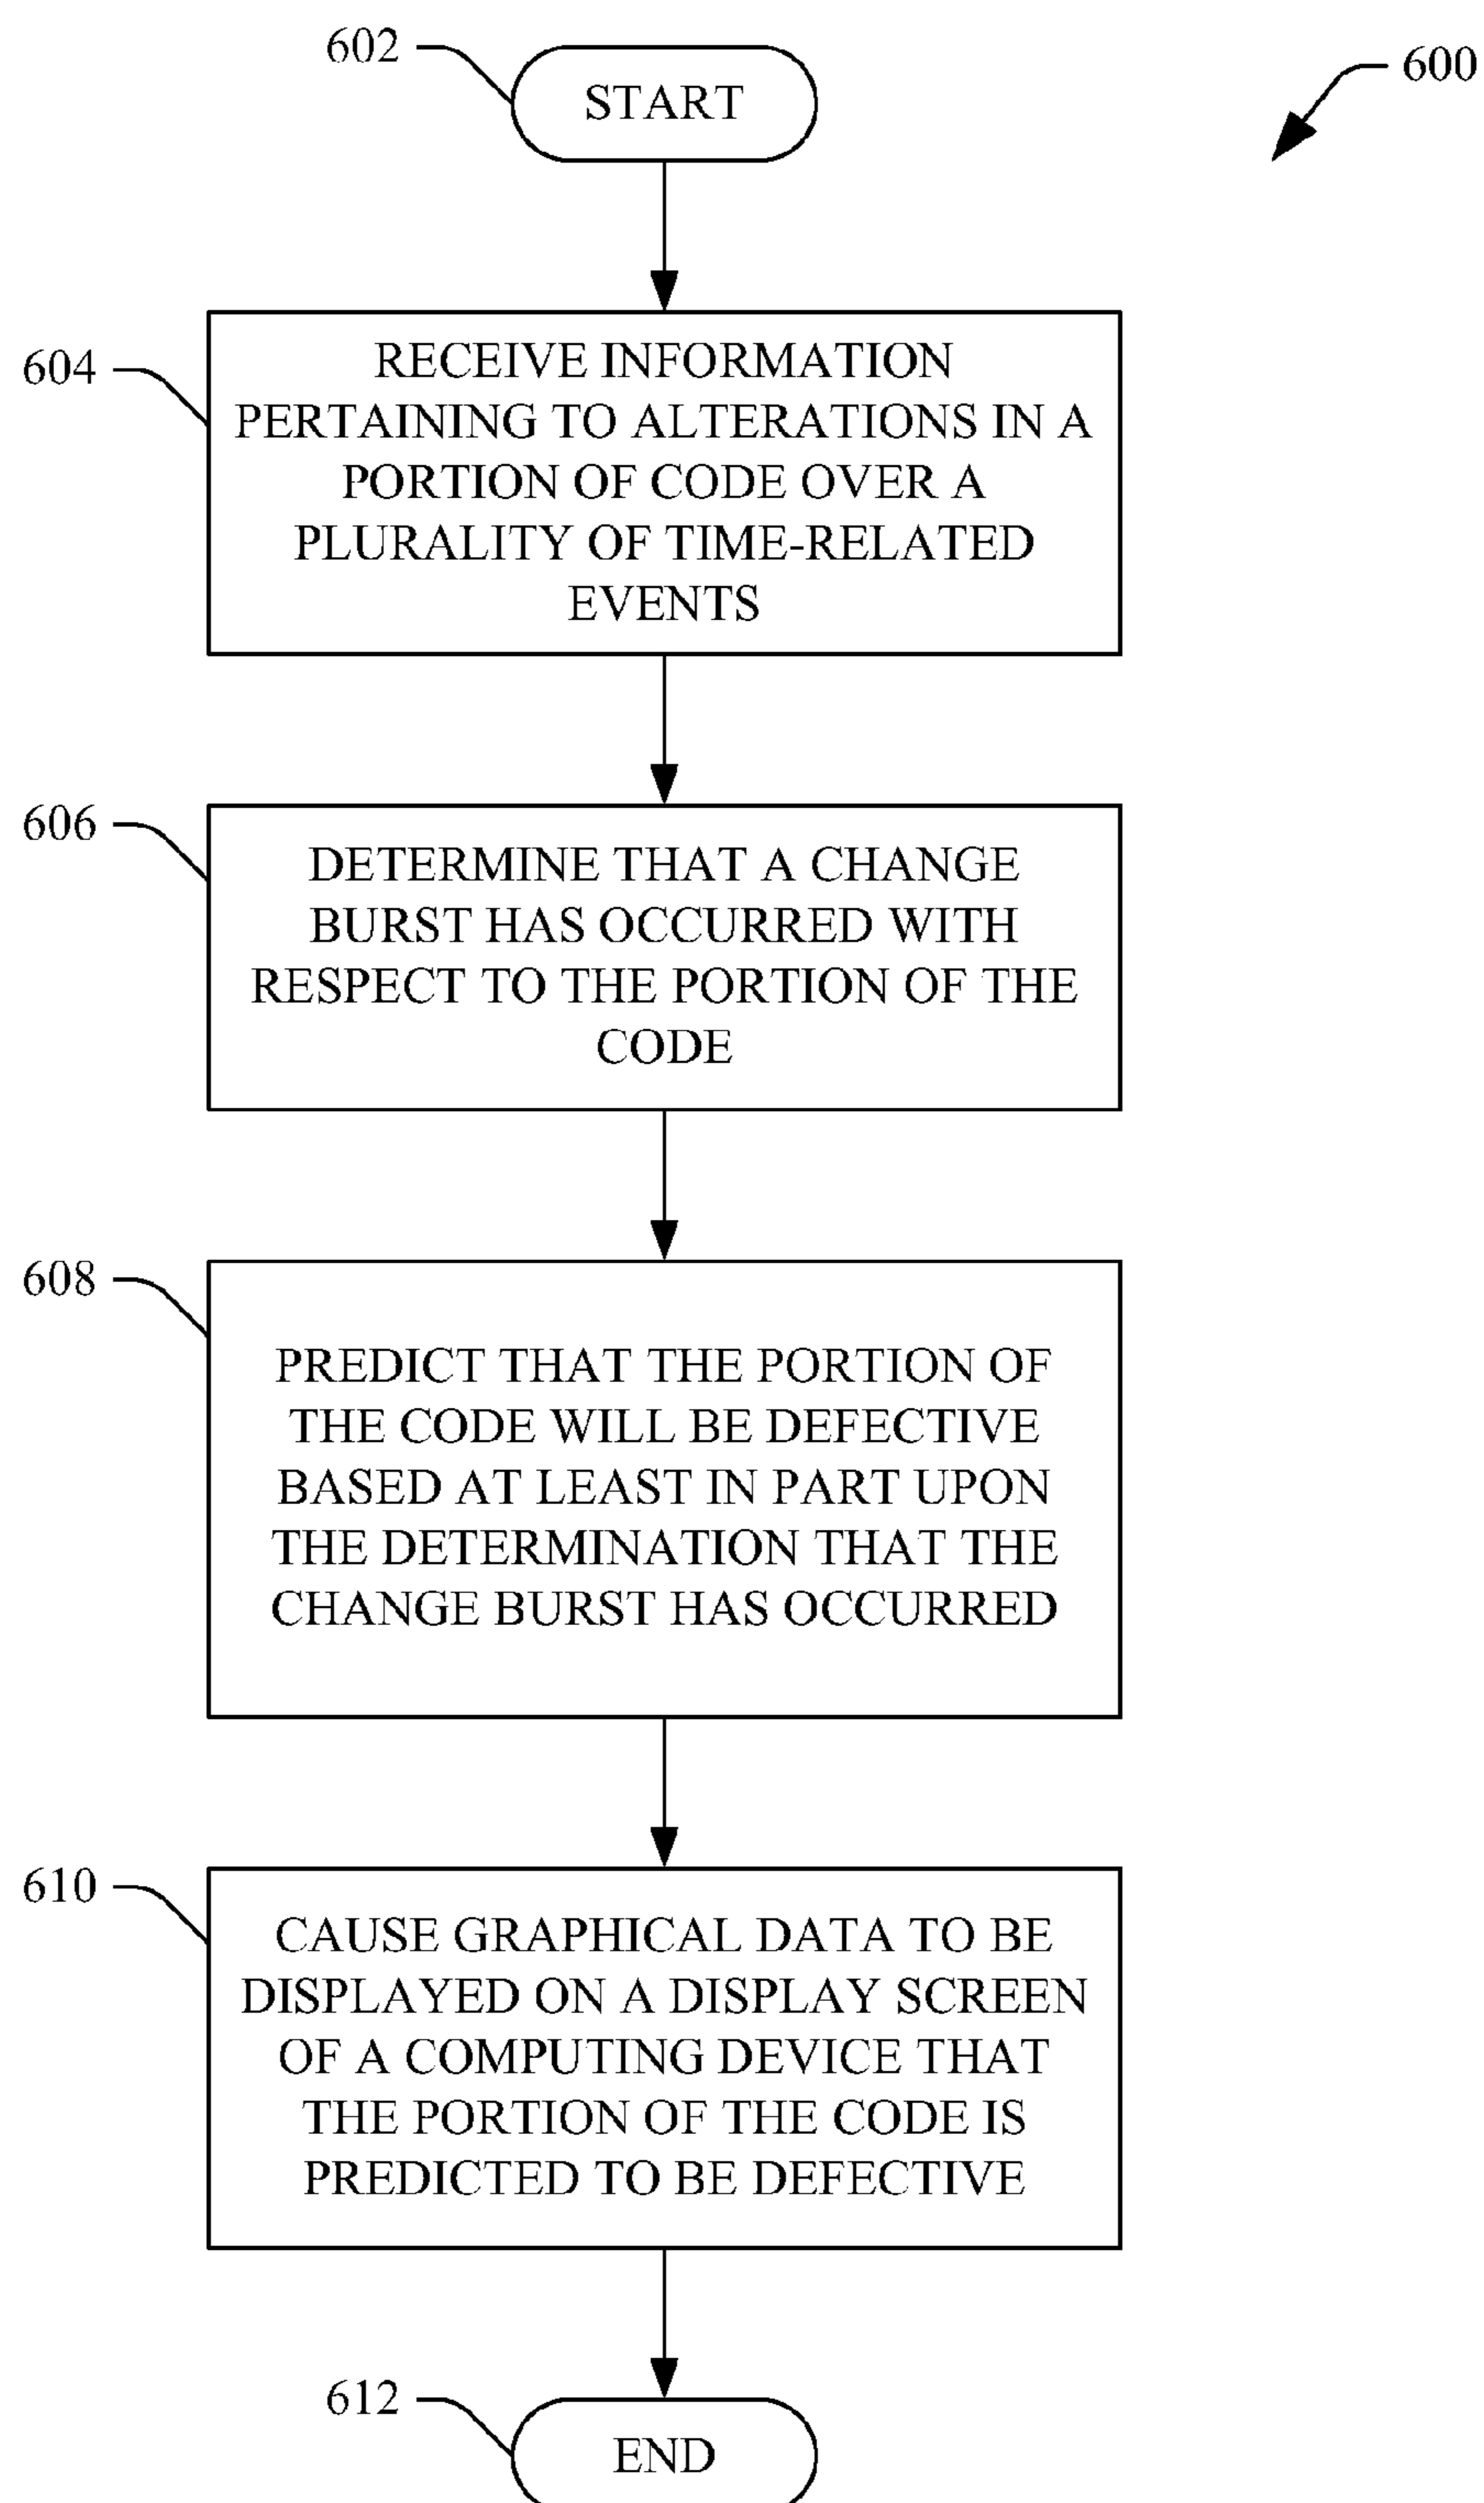 602
START
600
604
RECEIVE INFORMATION
PERTAINING TO ALTERATIONS IN A
PORTION OF CODE OVER A
PLURALITY OF TIME-RELATED
EVENTS
606
DETERMINE THAT A CHANGE
BURST HAS OCCURRED WITH
RESPECT TO THE PORTION OF THE
CODE
608
PREDICT THAT THE PORTION OF
THE CODE WILL BE DEFECTIVE
BASED AT LEAST IN PART UPON
THE DETERMINATION THAT THE
CHANGE BURST HAS OCCURRED
610
CAUSE GRAPHICAL DATA TO BE
DISPLAYED ON A DISPLAY SCREEN
OF A COMPUTING DEVICE THAT
THE PORTION OF THE CODE IS
PREDICTED TO BE DEFECTIVE
612
END